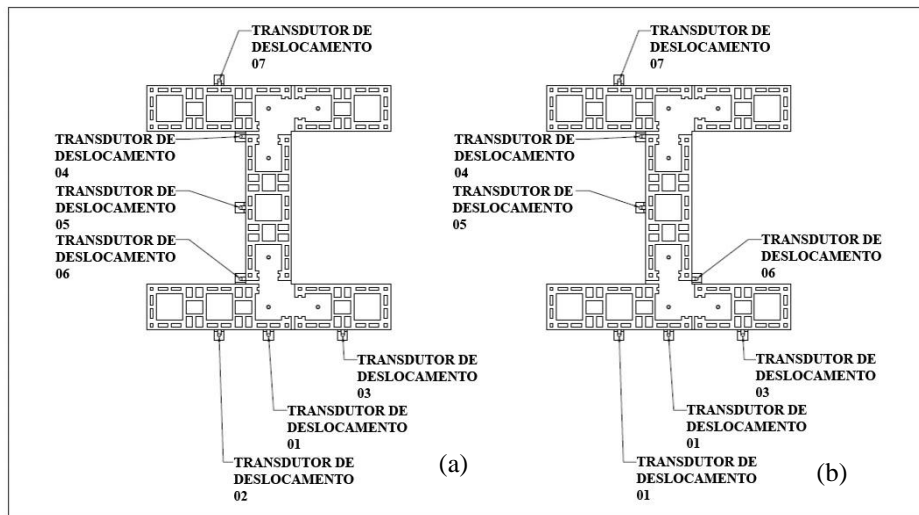 TRANSDUTOR DE
DESLOCAMENTO
07
TRANSDUTOR DE
DESLOCAMENTO
04
TRANSDUTOR DE
DESLOCAMENTO
05
TRANSDUTOR DE
DESLOCAMENTO
06
TRANSDUTOR DE
DESLOCAMENTO
03
TRANSDUTOR DE
DESLOCAMENTO
01
TRANSDUTOR DE
DESLOCAMENTO
02
(a)
TRANSDUTOR DE
DESLOCAMENTO
07
TRANSDUTOR DE
DESLOCAMENTO
04
TRANSDUTOR DE
DESLOCAMENTO
05
TRANSDUTOR DE
DESLOCAMENTO
06
TRANSDUTOR DE
DESLOCAMENTO
03
TRANSDUTOR DE
DESLOCAMENTO
01
TRANSDUTOR DE
DESLOCAMENTO
01
(b)